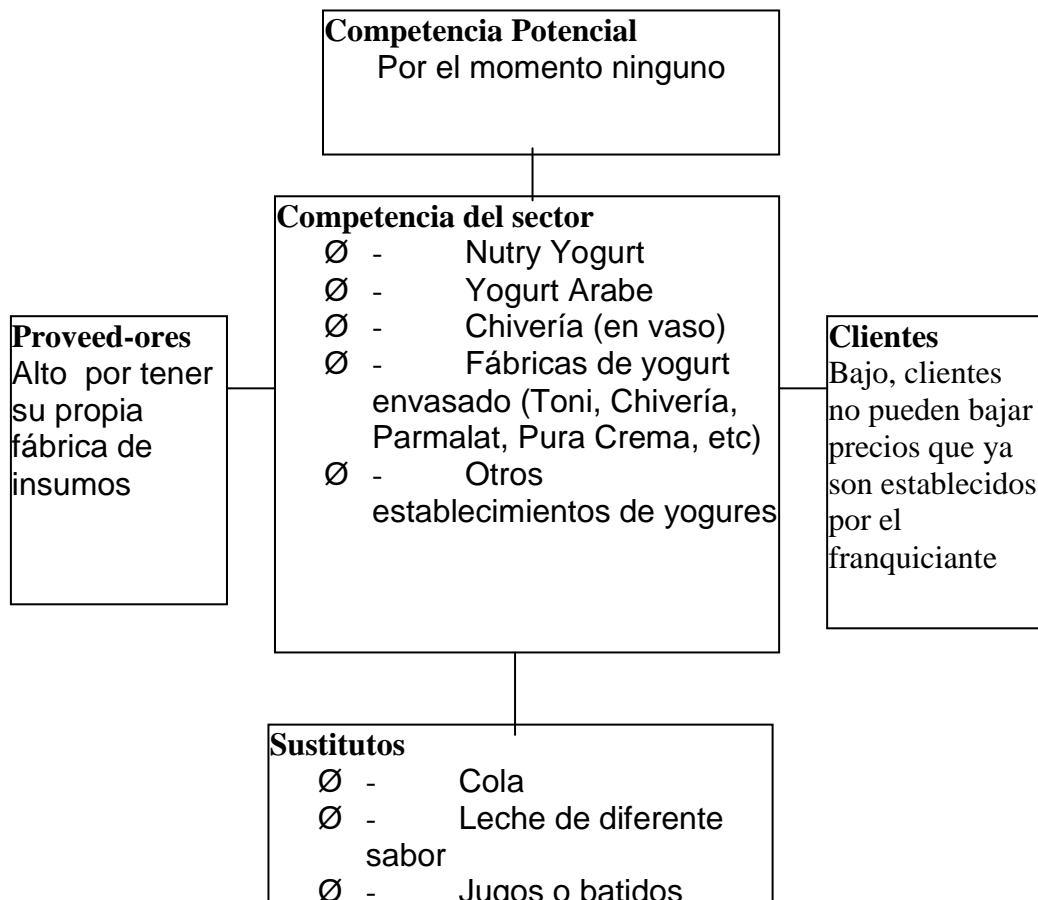 Competencia Potencial
Por el momento ninguno
Competencia del sector
Ø - Nutry Yogurt
Ø - Yogurt Arabe
Ø - Chivería (en vaso)
Ø - Fábricas de yogurt
envasado (Toni, Chivería,
Parmalat, Pura Crema, etc)
Ø - Otros
establecimientos de yogures
Proveed-ores
Alto por tener
su propia
fábrica de
insumos
Clientes
Bajo, clientes
no pueden bajar
precios que ya
son establecidos
por el
franquiciante
Sustitutos
Ø - Cola
Ø - Leche de diferente
sabor
Ø - Jugos o batidos